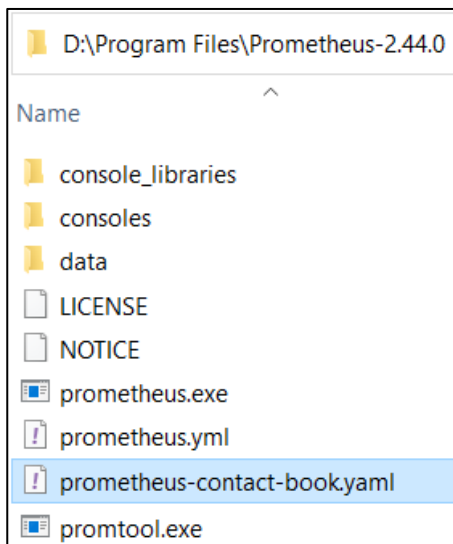 D:\Program Files\Prometheus-2.44.0
Name
console_libraries
consoles
data
LICENSE
NOTICE
prometheus.exe
prometheus.yml
prometheus-contact-book.yaml
promtool.exe